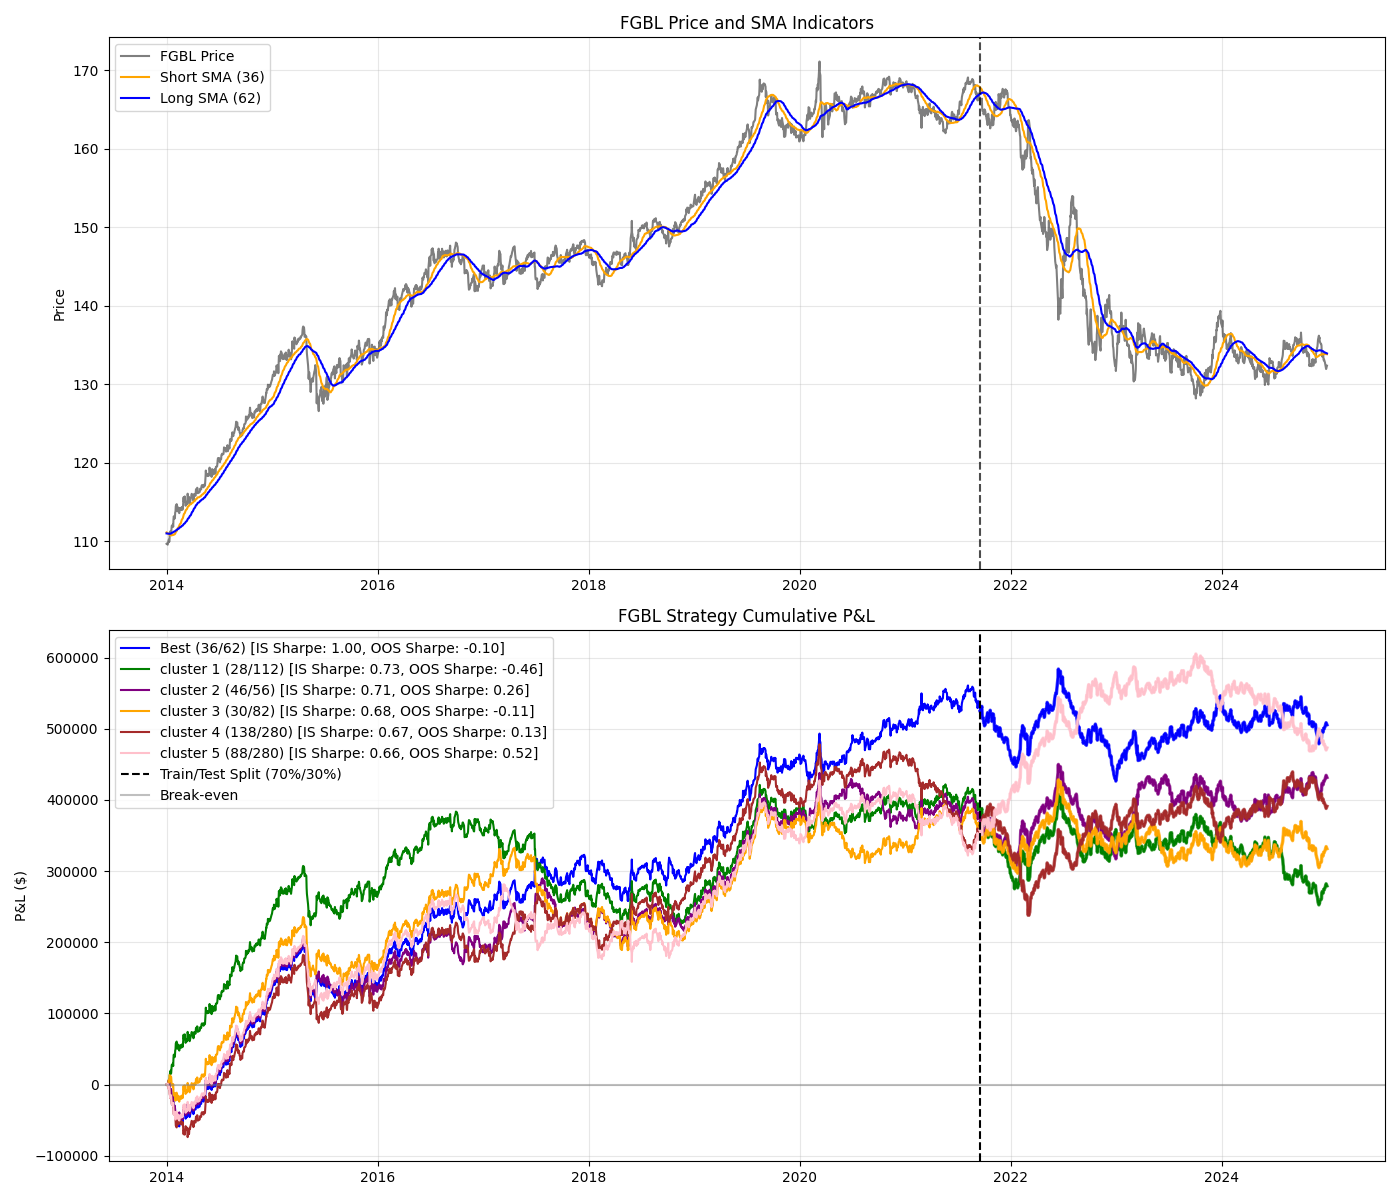 FGBL Price and SMA Indicators
FGBL Price
Short SMA (36)
Long SMA (62)
Price
170
160
150
140
130
120
110
2014
2016
2018
2020
2022
2024
FGBL Strategy Cumulative P&L
Best (36/62) [IS Sharpe: 1.00, OOS Sharpe: -0.10]
cluster 1 (28/112) [IS Sharpe: 0.73, OOS Sharpe: -0.46]
cluster 2 (46/56) [IS Sharpe: 0.71, OOS Sharpe: 0.26]
cluster 3 (30/82) [IS Sharpe: 0.68, OOS Sharpe: -0.11]
cluster 4 (138/280) [IS Sharpe: 0.67, OOS Sharpe: 0.13]
cluster 5 (88/280) [IS Sharpe: 0.66, OOS Sharpe: 0.52]
Train/Test Split (70%/30%)
Break-even
P&L ($)
600000
500000
400000
300000
200000
100000
0
−100000
2014
2016
2018
2020
2022
2024